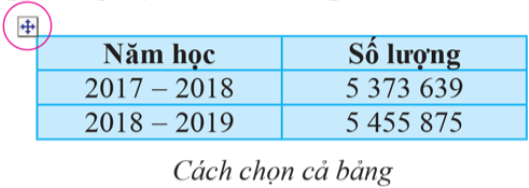 Năm học Số lượng
2017 – 2018 5 373 639
2018 – 2019 5 455 875
Cách chọn cả bảng